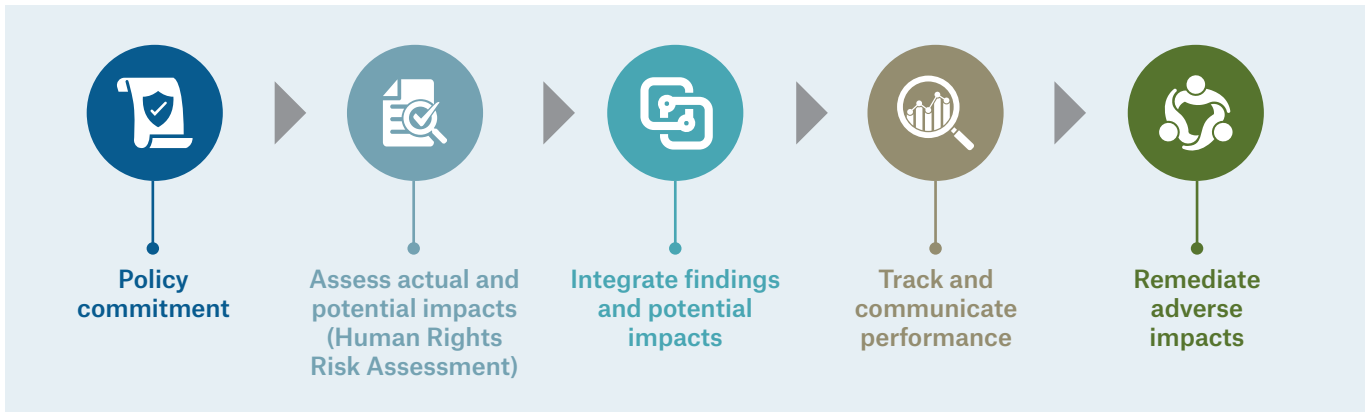 Policy
commitment
Assess actual and
potential impacts
(Human Rights
Risk Assessment)
Integrate findings
and potential
impacts
Track and
communicate
performance
Remediate
adverse
impacts